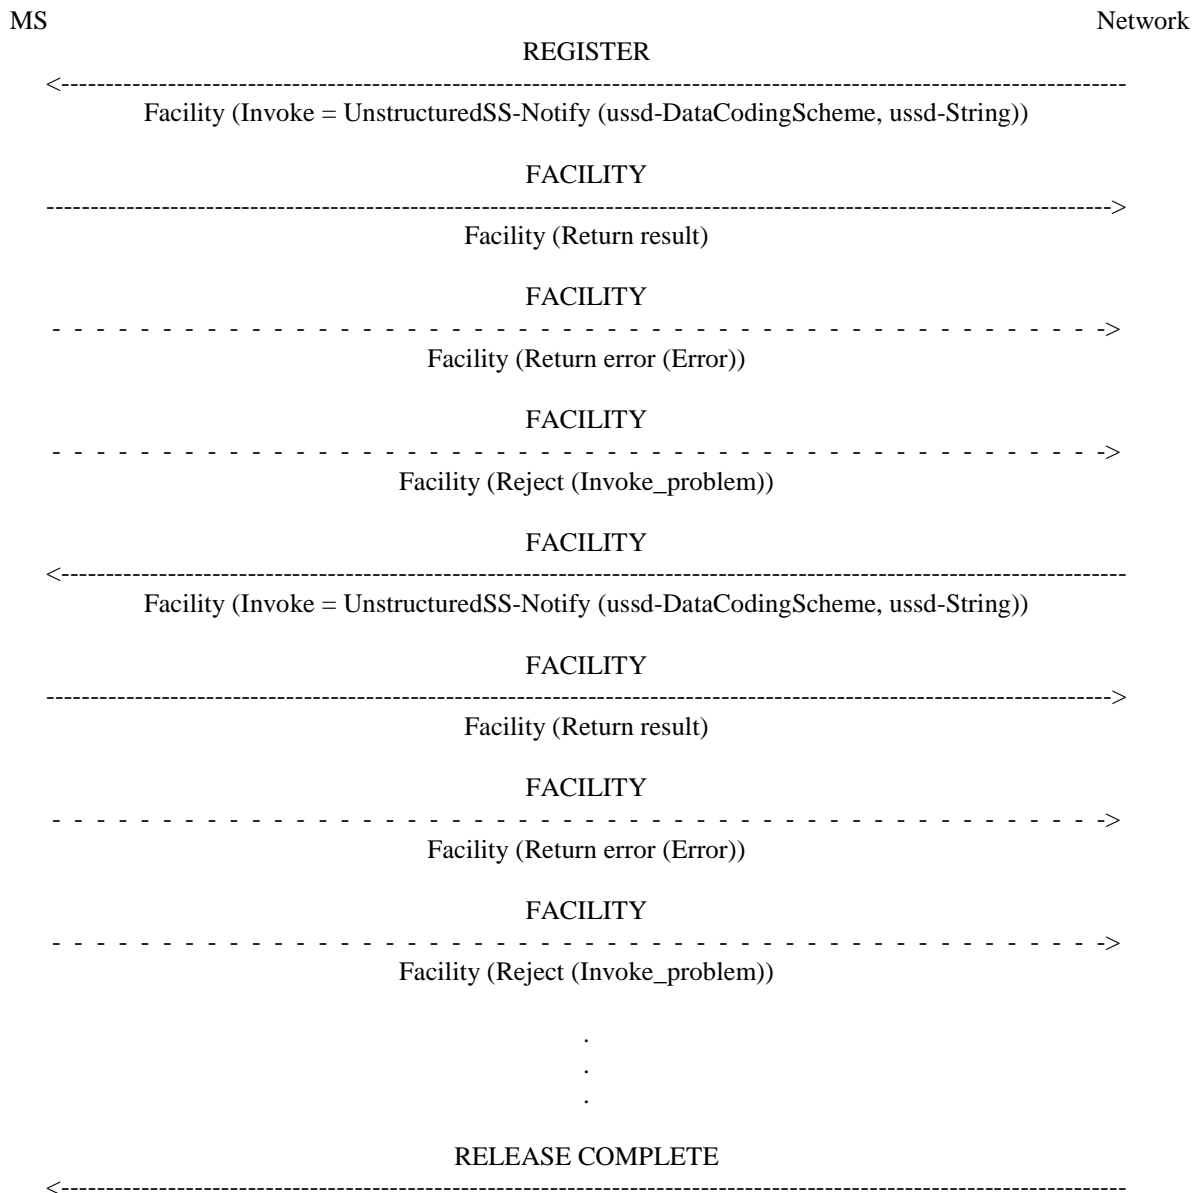 MS Network
REGISTER
<------------------------------------------------------------------------------------------------------------------------
Facility (Invoke = UnstructuredSS-Notify (ussd-DataCodingScheme, ussd-String))
FACILITY
------------------------------------------------------------------------------------------------------------------------>
Facility (Return result)
FACILITY
- - - - - - - - - - - - - - - - - - - - - - - - - - - - - - - - - - - - - - - - - - - - - - - ->
Facility (Return error (Error))
FACILITY
- - - - - - - - - - - - - - - - - - - - - - - - - - - - - - - - - - - - - - - - - - - - - - - ->
Facility (Reject (Invoke_problem))
FACILITY
<------------------------------------------------------------------------------------------------------------------------
Facility (Invoke = UnstructuredSS-Notify (ussd-DataCodingScheme, ussd-String))
FACILITY
------------------------------------------------------------------------------------------------------------------------>
Facility (Return result)
FACILITY
- - - - - - - - - - - - - - - - - - - - - - - - - - - - - - - - - - - - - - - - - - - - - - - ->
Facility (Return error (Error))
FACILITY
- - - - - - - - - - - - - - - - - - - - - - - - - - - - - - - - - - - - - - - - - - - - - - - ->
Facility (Reject (Invoke_problem))
.
.
.
RELEASE COMPLETE
<------------------------------------------------------------------------------------------------------------------------